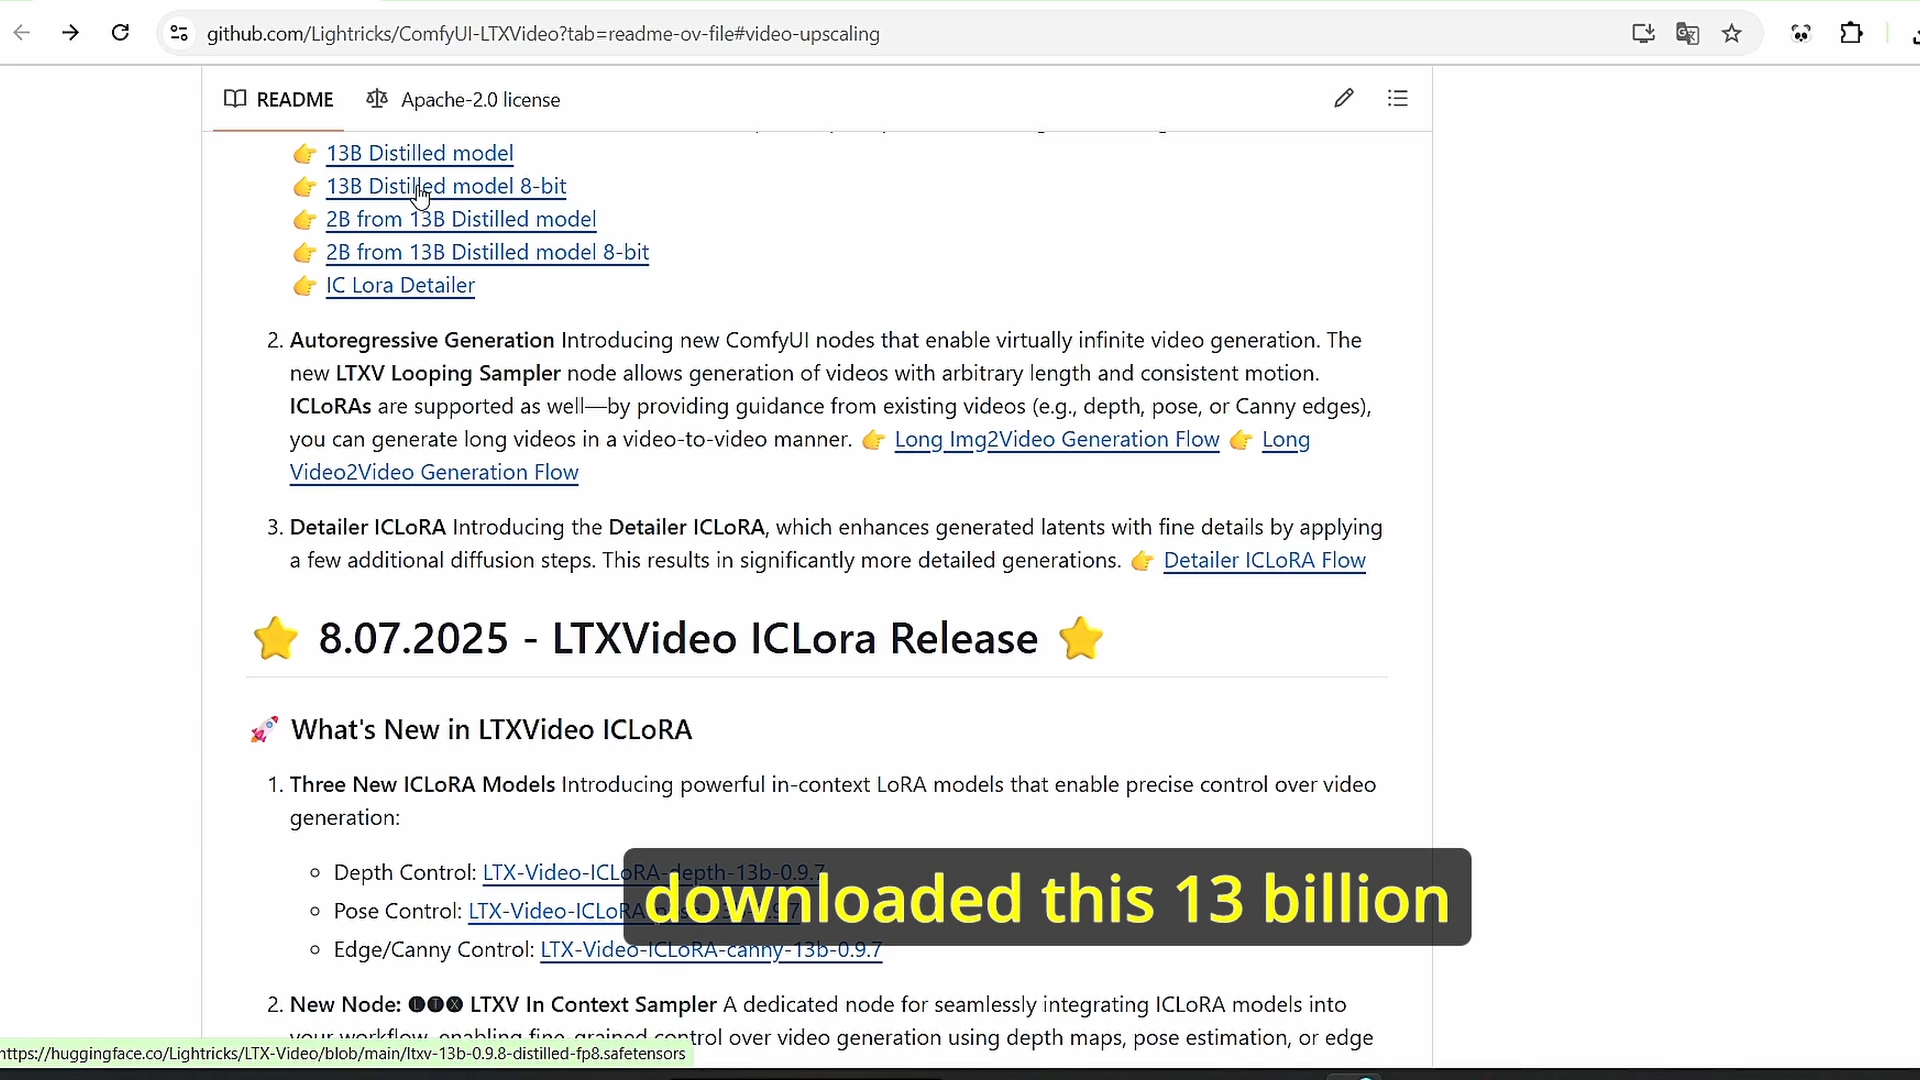 github.com/Lightricks/ComfyUI-LTXVideo?tab=readme-ov-file#video-upscaling
README
Apache-2.0 license
👉 13B Distilled model
👉 13B Distilled model 8-bit
👉 2B from 13B Distilled model
👉 2B from 13B Distilled model 8-bit
👉 IC Lora Detailer
2. Autoregressive Generation Introducing new ComfyUI nodes that enable virtually infinite video generation. The
new LTXV Looping Sampler node allows generation of videos with arbitrary length and consistent motion.
ICLoRAs are supported as well—by providing guidance from existing videos (e.g., depth, pose, or Canny edges),
you can generate long videos in a video-to-video manner. 👉 Long Img2Video Generation Flow 👉 Long
Video2Video Generation Flow
3. Detailer ICLoRA Introducing the Detailer ICLoRA, which enhances generated latents with fine details by applying
a few additional diffusion steps. This results in significantly more detailed generations. 👉 Detailer ICLoRA Flow
⭐ 8.07.2025 - LTXVideo ICLora Release ⭐
🚀 What's New in LTXVideo ICLoRA
1. Three New ICLoRA Models Introducing powerful in-context LoRA models that enable precise control over video
generation:
Depth Control: LTX-Video-ICLoRA-depth-13b-0.9.7
Pose Control: LTX-Video-ICLoRA
downloaded this 13 billion
Edge/Canny Control: LTX-Video-ICLoRA-canny-13b-0.9.7
2. New Node: 🅛🅣🅧 LTXV In Context Sampler A dedicated node for seamlessly integrating ICLoRA models into
your workflow, enabling fine-grained control over video generation using depth maps, pose estimation, or edge
https://huggingface.co/Lightricks/LTX-Video/blob/main/ltxv-13b-0.9.8-distilled-fp8.safetensors